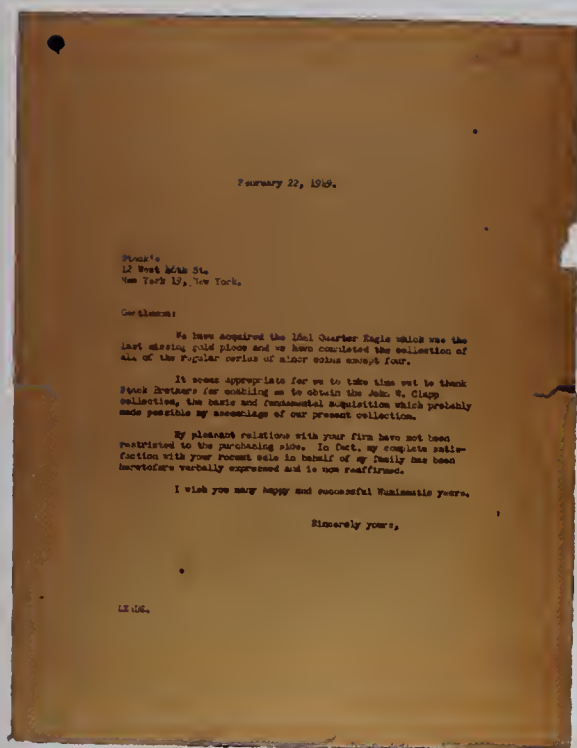 February 22, 1949.
Stack's
12 West 46th St.
New York 19, New York.
Gentlemen:
We have acquired the 1841 Quarter Eagle which was the
last missing gold piece and we have completed the collection of
all of the regular series of minor coins except four.
It seems appropriate for me to take time out to thank
Stack Brothers for enabling me to obtain the John H. Clapp
collection, the basic and fundamental acquisition which probably
made possible my assemblage of our present collection.
My pleasant relations with your firm have not been
restricted to the purchasing side. In fact, my complete satis-
faction with your recent sale in behalf of my family has been
heretofore verbally expressed and is now reaffirmed.
I wish you many happy and successful Numismatic years.
Sincerely yours,